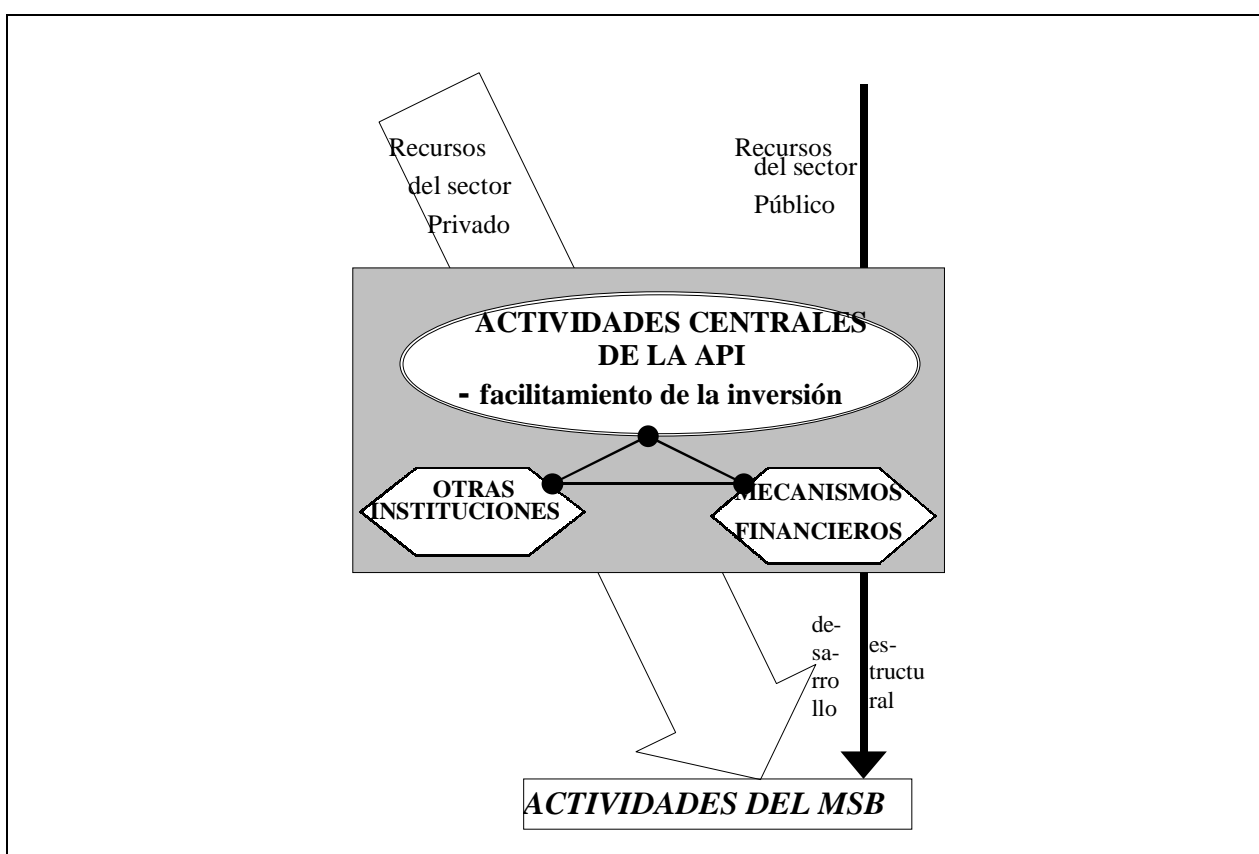 Recursos
del sector
Privado
Recursos
del sector
Público
ACTIVIDADES CENTRALES
DE LA API
- facilitamiento de la inversión
OTRAS
INSTITUCIONES
MECANISMOS
FINANCIEROS
de-
sa-
rro
llo
es-
tructu
ral
ACTIVIDADES DEL MSB